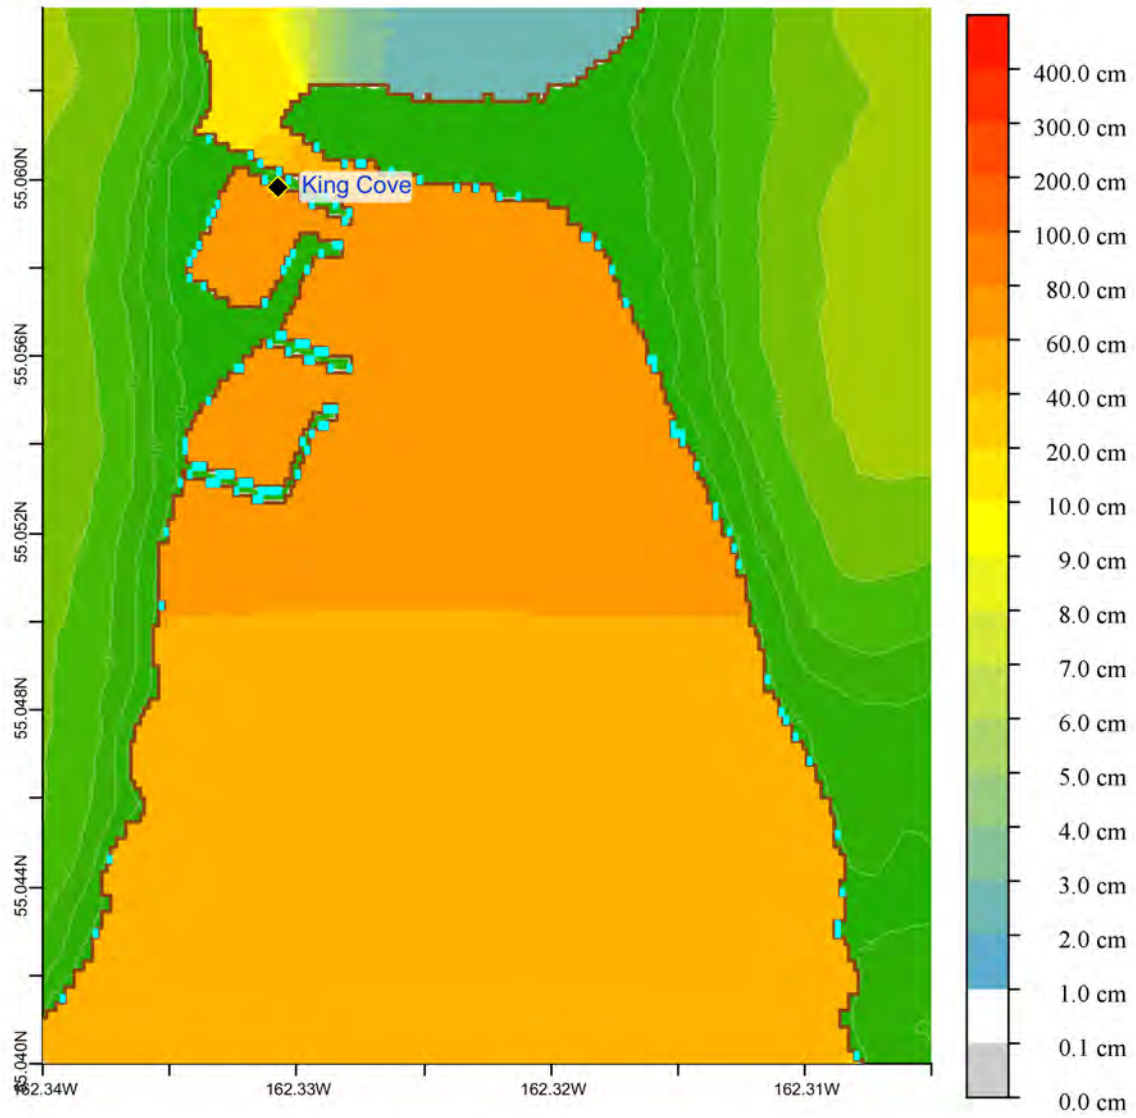 55.060N
55.056N
55.052N
55.048N
55.044N
55.040N
King Cove
162.34W
162.33W
162.32W
162.31W
400.0 cm
300.0 cm
200.0 cm
100.0 cm
80.0 cm
60.0 cm
40.0 cm
20.0 cm
10.0 cm
9.0 cm
8.0 cm
7.0 cm
6.0 cm
5.0 cm
4.0 cm
3.0 cm
2.0 cm
1.0 cm
0.1 cm
0.0 cm